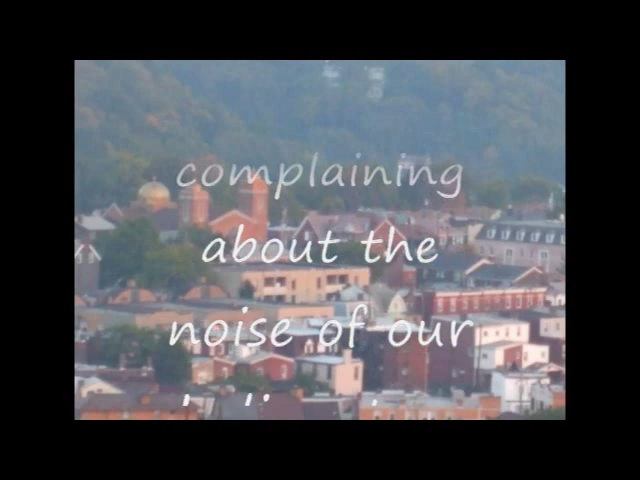 complaining
about the
noise of our